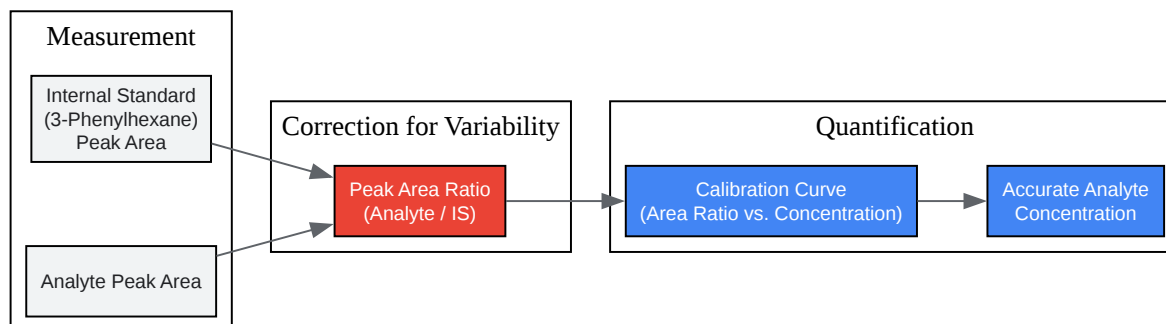 Measurement
Internal Standard
(3-Phenylhexane)
Peak Area
Analyte Peak Area
Correction for Variability
Peak Area Ratio
(Analyte / IS)
Quantification
Calibration Curve
(Area Ratio vs. Concentration)
Accurate Analyte
Concentration